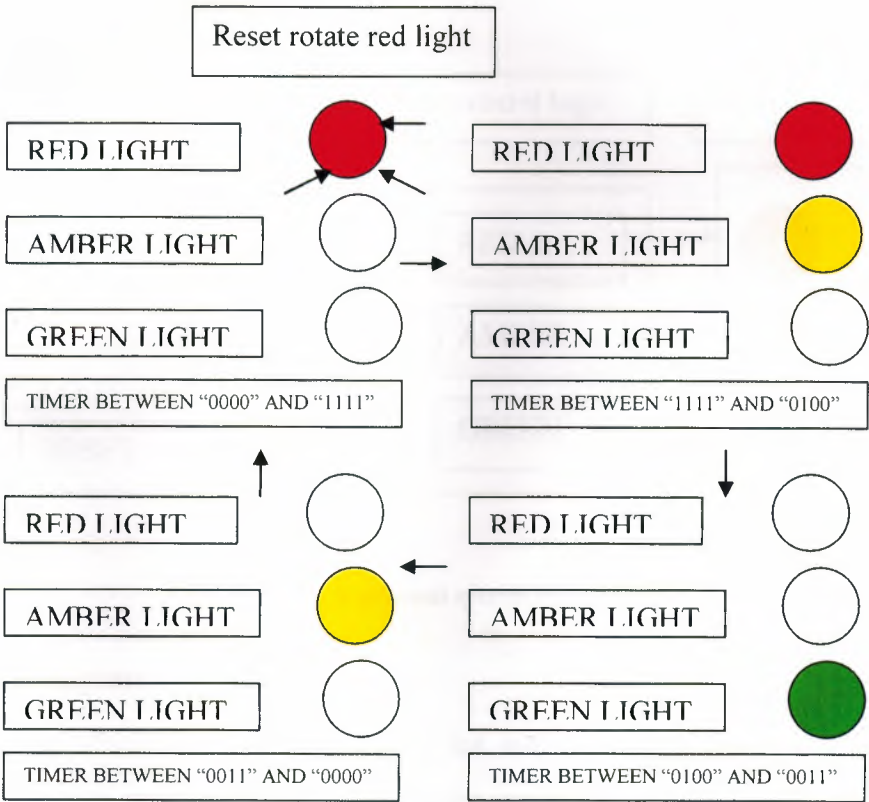 Reset rotate red light
RED LIGHT
AMBER LIGHT
GREEN LIGHT
TIMER BETWEEN “0000” AND “1111”
RED LIGHT
AMBER LIGHT
GREEN LIGHT
TIMER BETWEEN “1111” AND “0100”
RED LIGHT
AMBER LIGHT
GREEN LIGHT
TIMER BETWEEN “0011” AND “0000”
RED LIGHT
AMBER LIGHT
GREEN LIGHT
TIMER BETWEEN “0100” AND “0011”